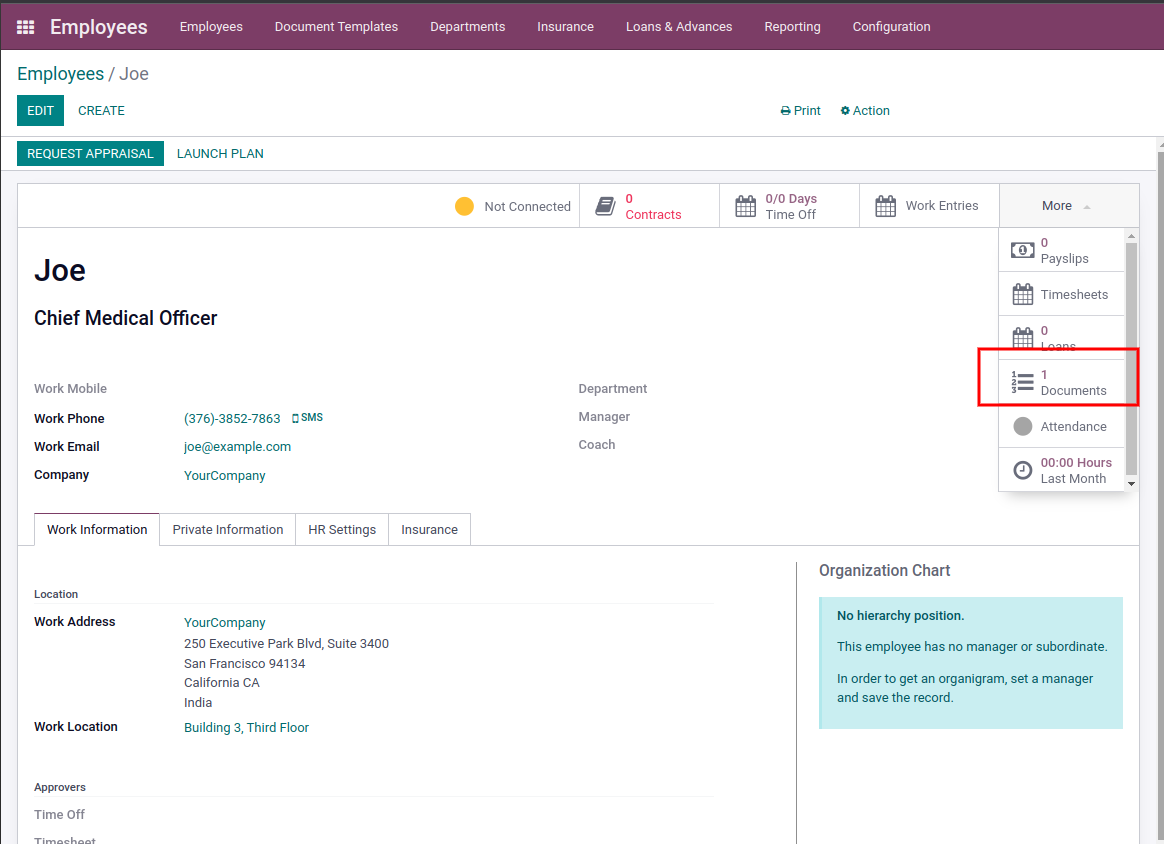 Employees Employees Document Templates Departments Insurance Loans & Advances Reporting Configuration
Employees / Joe
EDIT CREATE Print Action
REQUEST APPRAISAL LAUNCH PLAN
Not Connected
0
Contracts
0/0 Days
Time Off
Work Entries
More
0
Payslips
Timesheets
0
Loans
1
Documents
Attendance
00:00 Hours
Last Month
Joe
Chief Medical Officer
Work Mobile
Work Phone (376)-3852-7863 SMS
Work Email joe@example.com
Company YourCompany
Department
Manager
Coach
Work Information Private Information HR Settings Insurance
Location
Work Address YourCompany
250 Executive Park Blvd, Suite 3400
San Francisco 94134
California CA
India
Work Location Building 3, Third Floor
Approvers
Time Off
Timesheet
Organization Chart
No hierarchy position.
This employee has no manager or subordinate.
In order to get an organigram, set a manager
and save the record.